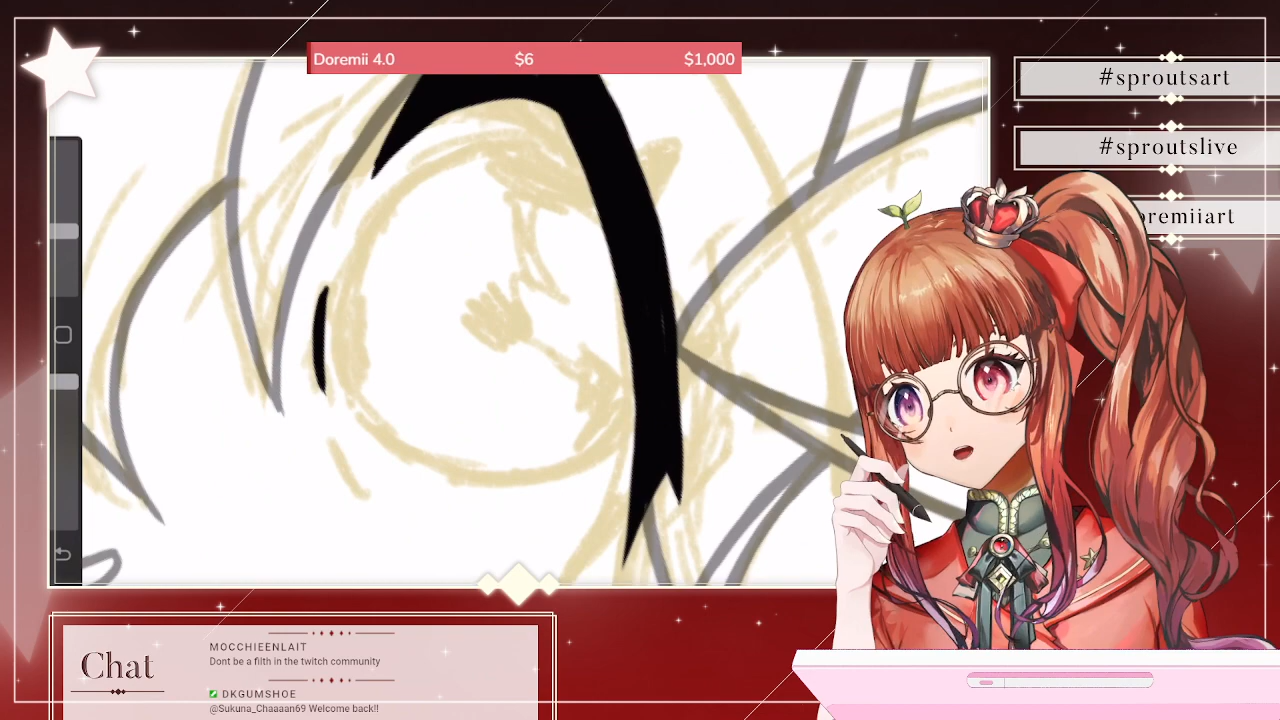 Doremii 4.0 $6 $1,000
#sproutsart
#sproutslive
oremiiart
Chat
MOCCHIEENLAIT
Dont be a filth in the twitch community
DKGUMSHOE
@Sukuna_Chaaaan69 Welcome back!!